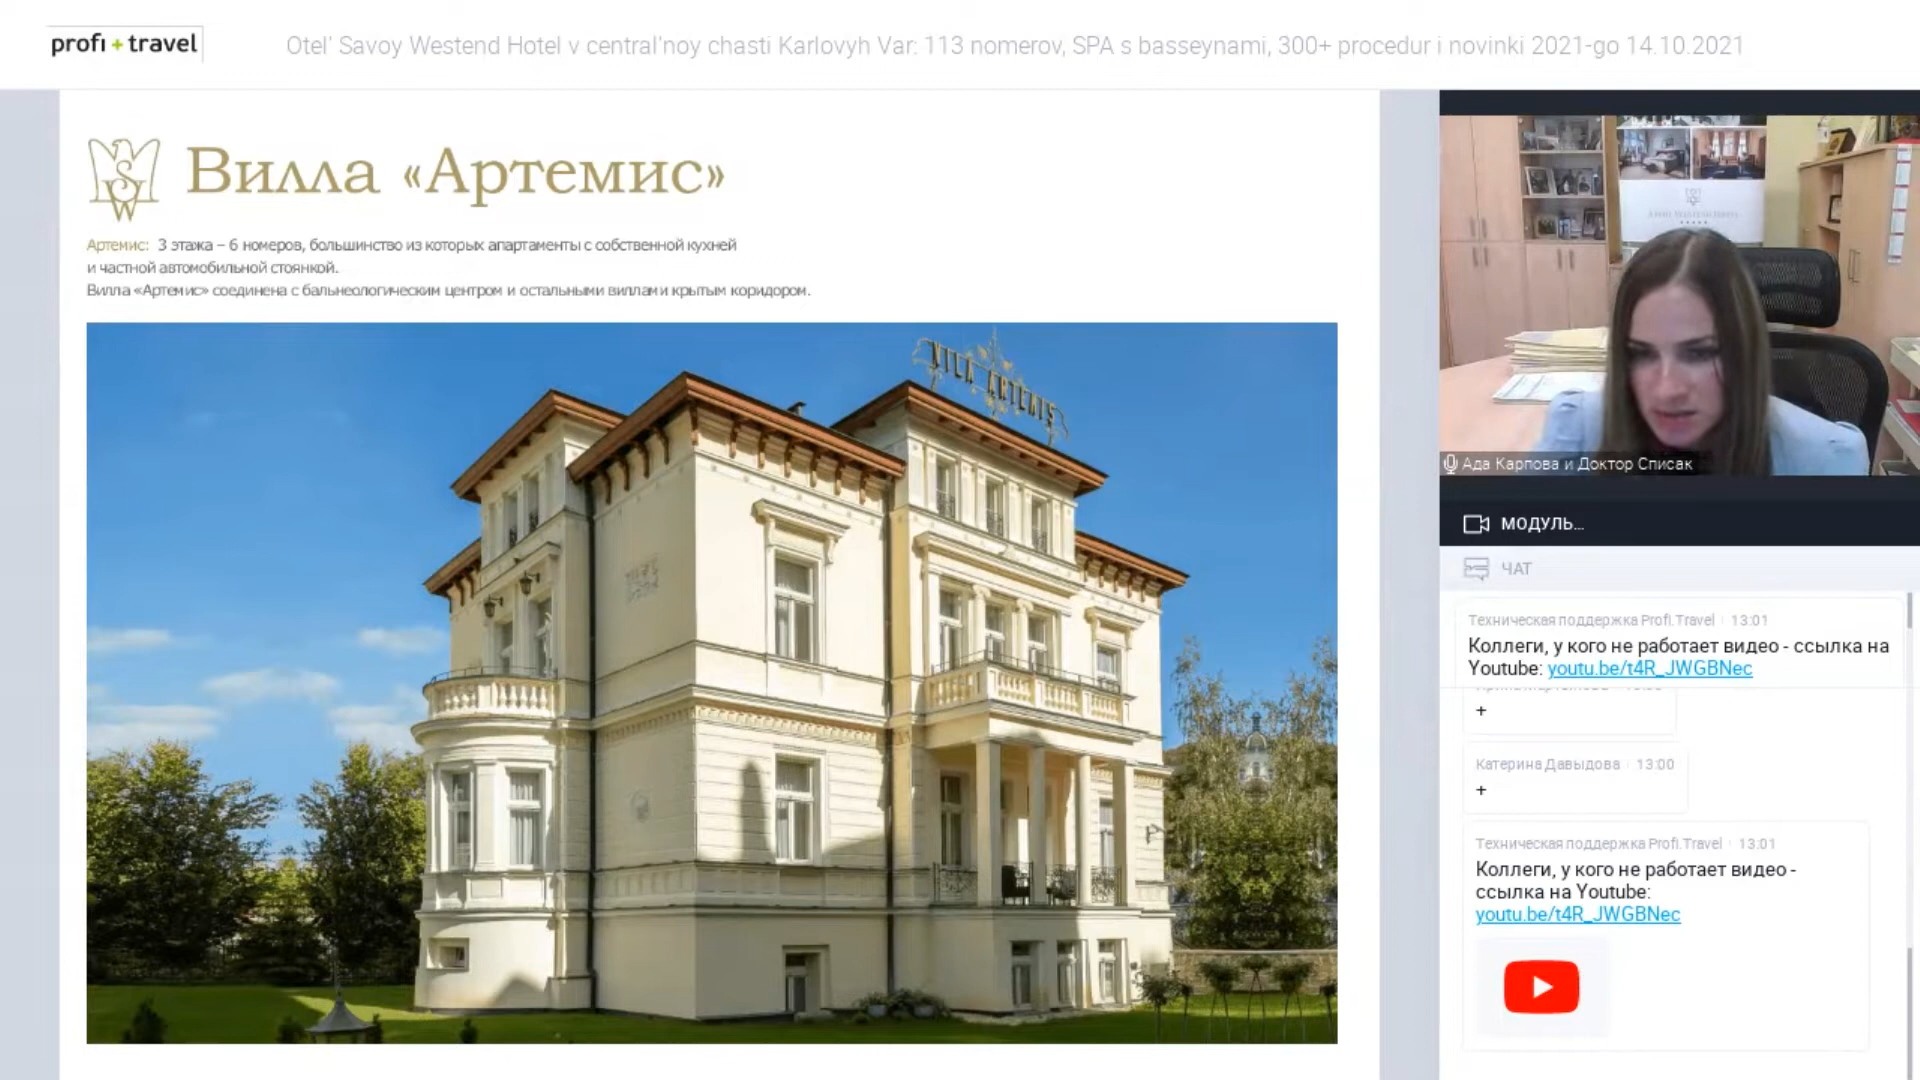 profi + travel
Otel' Savoy Westend Hotel v central'noy chasti Karlovyh Var: 113 nomerov, SPA s basseynami, 300+ procedur i novinki 2021-go 14.10.2021
Вилла «Артемис»
Артемис: 3 этажа – 6 номеров, большинство из которых апартаменты с собственной кухней
и частной автомобильной стоянкой.
Вилла «Артемис» соединена с бальнеологическим центром и остальными виллами крытым коридором.
VILA ARTEMIS
Ада Карпова и Доктор Списак
МОДУЛЬ...
ЧАТ
Техническая поддержка Profi.Travel 13:01
Коллеги, у кого не работает видео - ссылка на
Youtube: youtu.be/t4R_JWGBNec
+
Катерина Давыдова 13:00
+
Техническая поддержка Profi.Travel 13:01
Коллеги, у кого не работает видео -
ссылка на Youtube:
youtu.be/t4R_JWGBNec